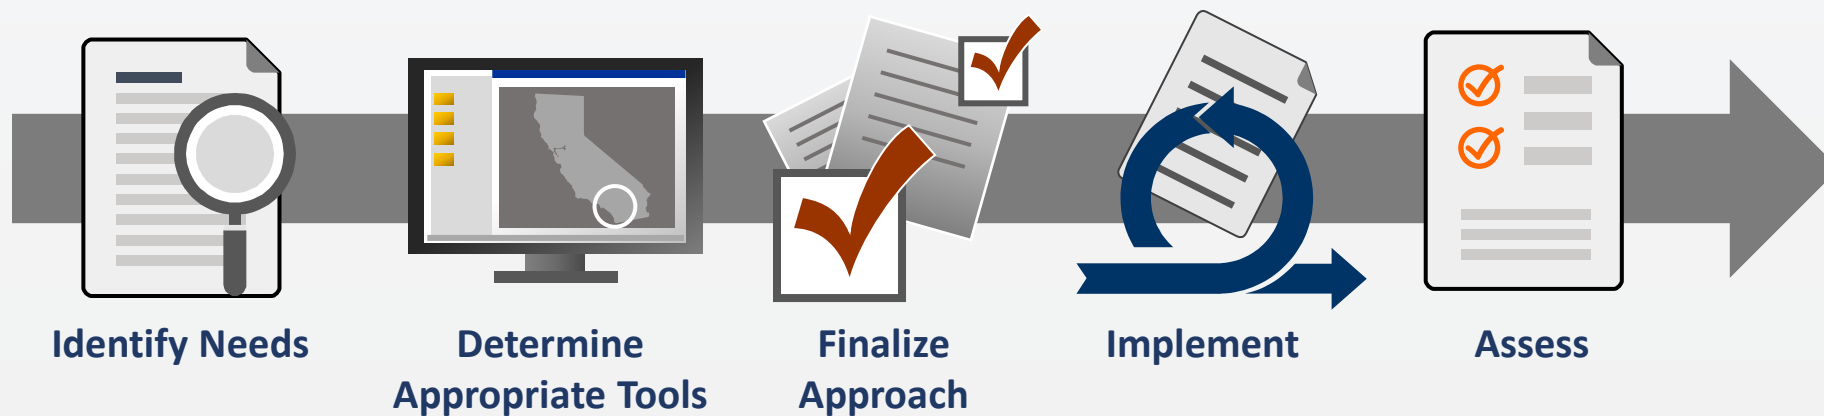 Identify Needs
Determine
Appropriate Tools
Finalize
Approach
Implement
Assess